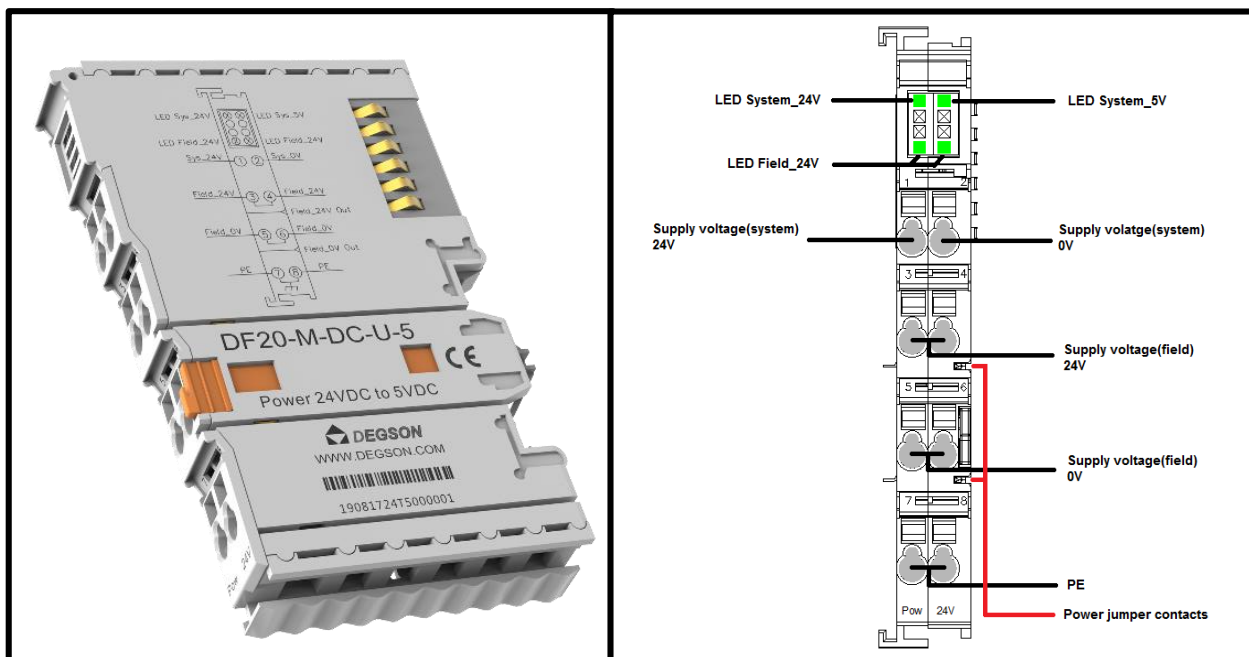 LED Sys_24V
LED Sys_5V
LED Field_24V
LED Field_24V
Sys_24V
1
2
Sys_0V
Field_24V
3
4
Field_24V
Field_24V Out
Field_0V
5
6
Field_0V
Field_0V Out
PE
7
8
PE
DF20-M-DC-U-5
CE
Power 24VDC to 5VDC
DEGSON
WWW.DEGSON.COM
19081724T5000001
Pow 24V
LED System_24V
LED System_5V
LED Field_24V
1 2
Supply voltage(system)
24V
Supply volatge(system)
0V
3 4
Supply voltage(field)
24V
5 6
Supply voltage(field)
0V
7 8
PE
Pow 24V
Power jumper contacts